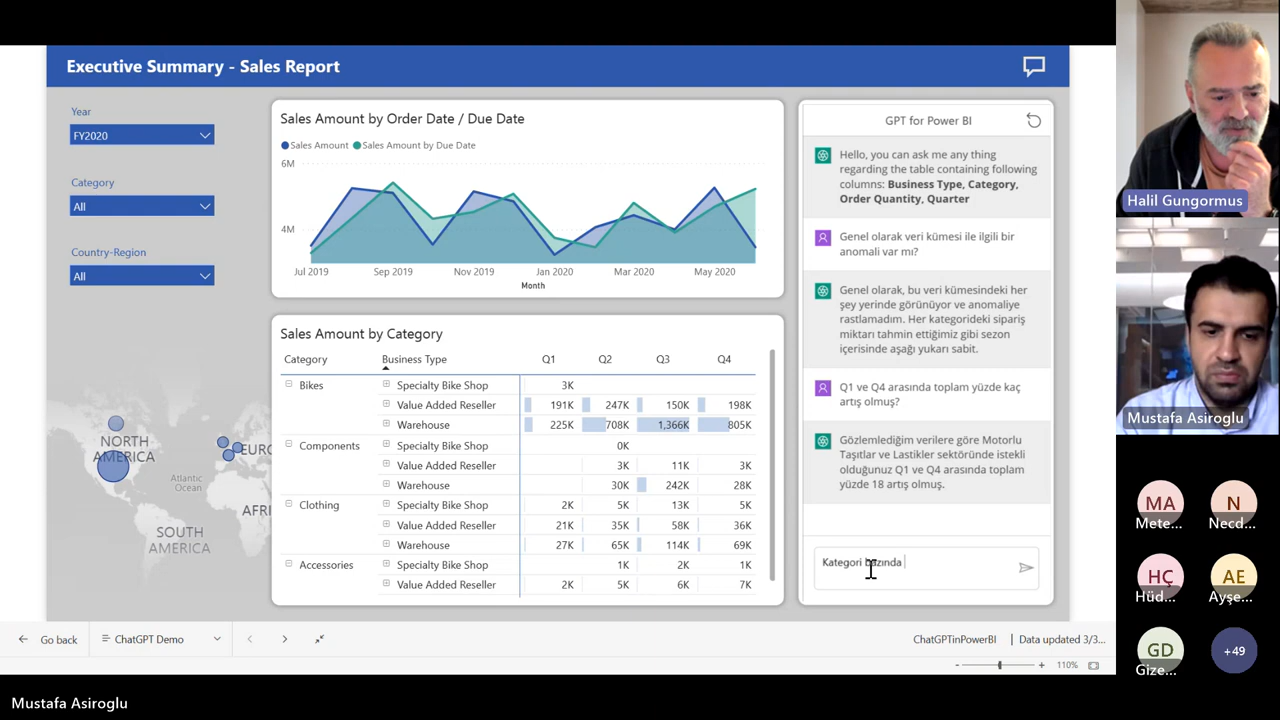 Executive Summary - Sales Report
Year
FY2020
Category
All
Country-Region
All
NORTH
AMERICA
EURO
Atlantic
Ocean
AFRI
SOUTH
AMERICA
Sales Amount by Order Date / Due Date
Sales Amount Sales Amount by Due Date
6M
4M
Jul 2019 Sep 2019 Nov 2019 Jan 2020 Mar 2020 May 2020
Month
Sales Amount by Category
Category Business Type Q1 Q2 Q3 Q4
Bikes Specialty Bike Shop 3K
Value Added Reseller 191K 247K 150K 198K
Warehouse 225K 708K 1,366K 805K
Components Specialty Bike Shop 0K
Value Added Reseller 3K 11K 3K
Warehouse 30K 242K 28K
Clothing Specialty Bike Shop 2K 5K 13K 5K
Value Added Reseller 21K 35K 58K 36K
Warehouse 27K 65K 114K 69K
Accessories Specialty Bike Shop 1K 2K 1K
Value Added Reseller 2K 5K 6K 7K
GPT for Power BI
Hello, you can ask me any thing
regarding the table containing following
columns: Business Type, Category,
Order Quantity, Quarter
Genel olarak veri kümesi ile ilgili bir
anomali var mı?
Genel olarak, bu veri kümesindeki her
şey yerinde görünüyor ve anomaliye
rastlamadım. Her kategorideki sipariş
miktarı tahmin ettiğimiz gibi sezon
içerisinde aşağı yukarı sabit.
Q1 ve Q4 arasında toplam yüzde kaç
artış olmuş?
Gözlemlediğim verilere göre Motorlu
Taşıtlar ve Lastikler sektöründe istekli
olduğunuz Q1 ve Q4 arasında toplam
yüzde 18 artış olmuş.
Kategori bazında
Go back ChatGPT Demo ChatGPTinPowerBI Data updated 3/3...
- + 110%
Mustafa Asiroglu
Halil Gungormus
Mustafa Asiroglu
MA N
Mete... Necd...
HÇ AE
Hüd... Ayşe...
GD +49
Gize...